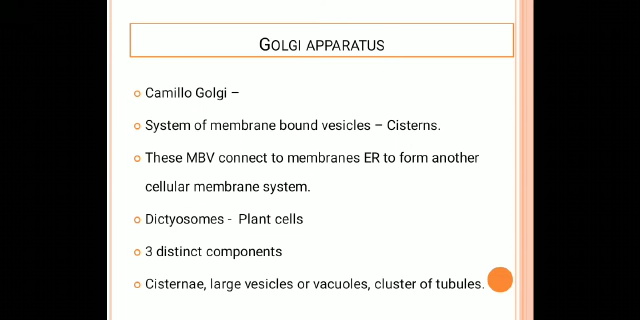 GOLGI APPARATUS
Camillo Golgi –
System of membrane bound vesicles – Cisterns.
These MBV connect to membranes ER to form another
cellular membrane system.
Dictyosomes - Plant cells
3 distinct components
Cisternae, large vesicles or vacuoles, cluster of tubules.